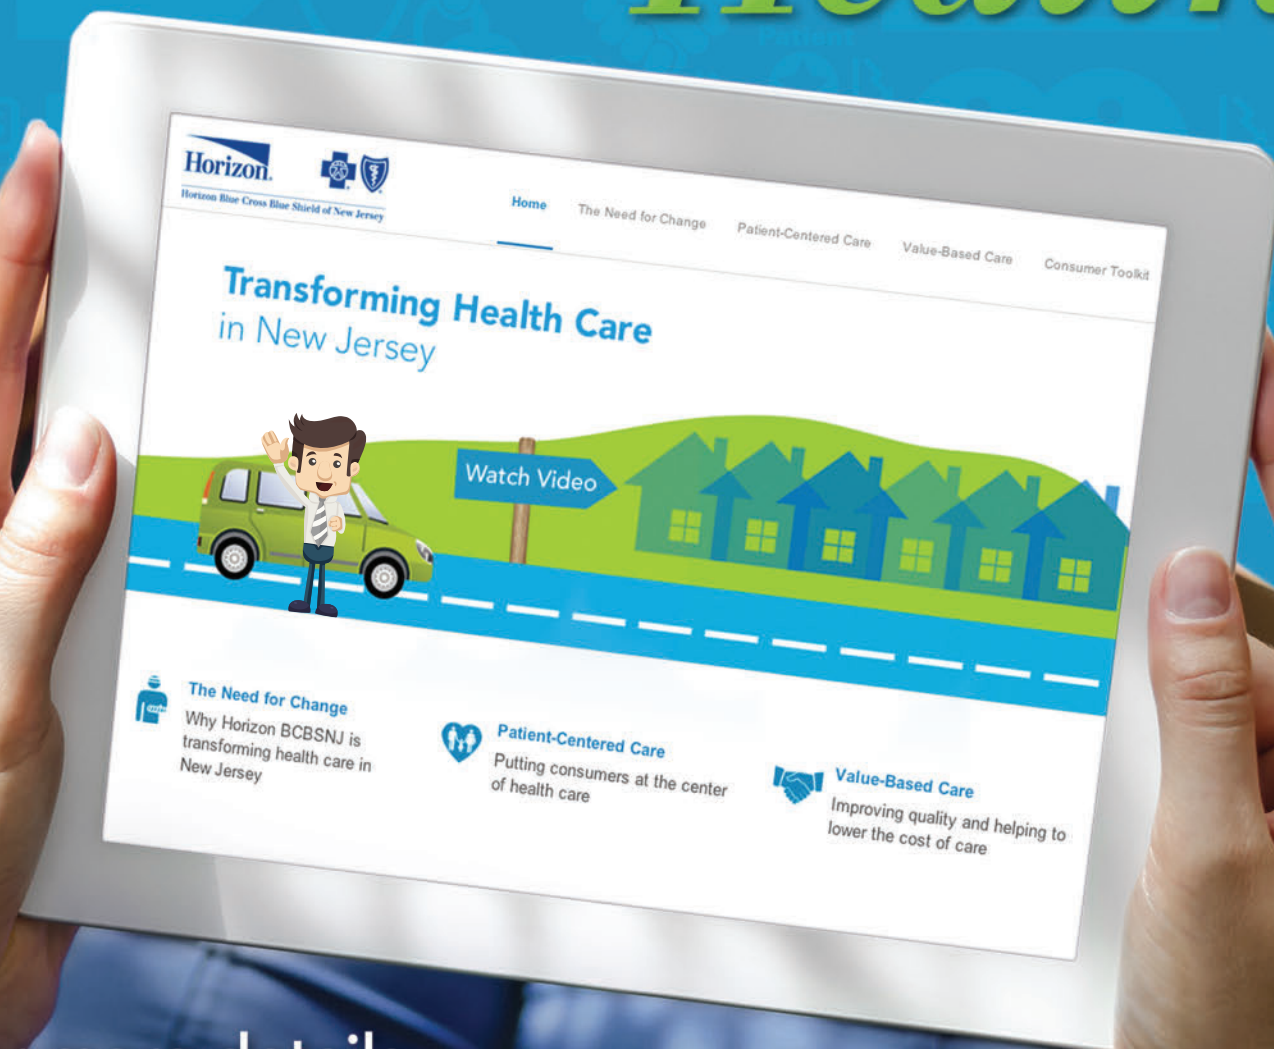 Patient
Horizon
Horizon Blue Cross Blue Shield of New Jersey
Home
The Need for Change
Patient-Centered Care
Value-Based Care
Consumer Toolkit
Transforming Health Care
in New Jersey
Watch Video
The Need for Change
Why Horizon BCBSNJ is
transforming health care in
New Jersey
Patient-Centered Care
Putting consumers at the center
of health care
Value-Based Care
Improving quality and helping to
lower the cost of care